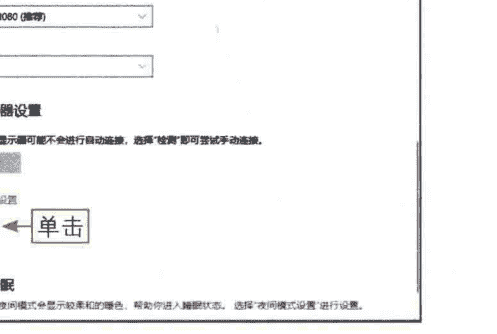 1080 (推荐)
器设置
显示器可能不会进行自动连接，选择"检测"即可尝试手动连接。
设置
单击
眠
夜间模式会显示较柔和的暖色，帮助你进入睡眠状态。 选择"夜间模式设置"进行设置。